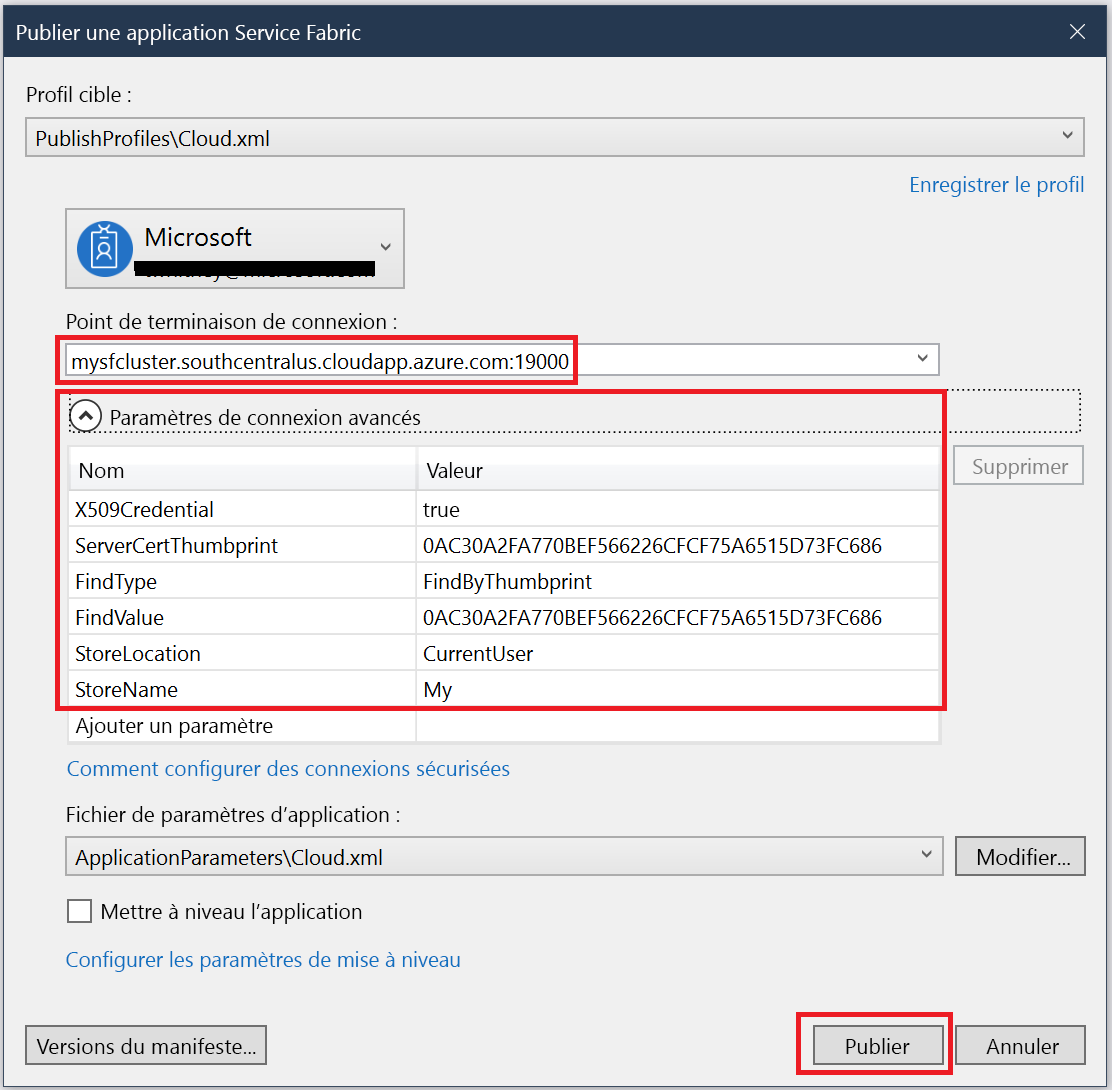 Publier une application Service Fabric
Profil cible :
PublishProfiles\Cloud.xml
Enregistrer le profil
Microsoft
Point de terminaison de connexion :
mysfcluster.southcentralus.cloudapp.azure.com:19000
Paramètres de connexion avancés
Nom Valeur
Supprimer
X509Credential true
ServerCertThumbprint 0AC30A2FA770BEF566226CFCF75A6515D73FC686
FindType FindByThumbprint
FindValue 0AC30A2FA770BEF566226CFCF75A6515D73FC686
StoreLocation CurrentUser
StoreName My
Ajouter un paramètre
Comment configurer des connexions sécurisées
Fichier de paramètres d’application :
ApplicationParameters\Cloud.xml
Modifier...
Mettre à niveau l’application
Configurer les paramètres de mise à niveau
Versions du manifeste...
Publier
Annuler